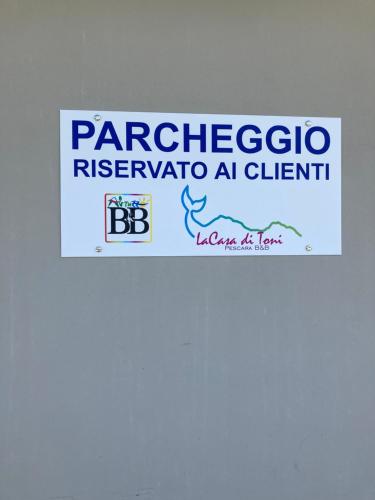 PARCHEGGIO
RISERVATO AI CLIENTI
BB
LaCasa di Toni
PESCARA B&B